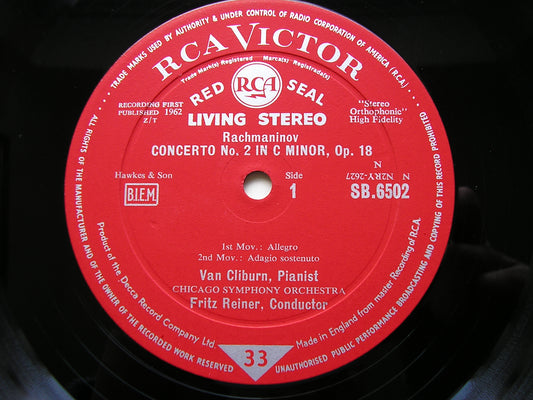 TRADE MARKS USED BY AUTHORITY & UNDER CONTROL OF RADIO CORPORATION OF AMERICA (RCA)
RCA VICTOR
Trade Mark(s) Registered Marca(s) Registrada(s)
RCA
RED SEAL
LIVING STEREO
RECORDING FIRST
PUBLISHED 1962
Z/T
"Stereo
Orthophonic"
High Fidelity
Rachmaninov
CONCERTO No. 2 IN C MINOR, Op. 18
Hawkes & Son
B.I.E.M.
Side
1
N
N N2RY-2627
SB.6502
1st Mov.: Allegro
2nd Mov.: Adagio sostenuto
Van Cliburn, Pianist
CHICAGO SYMPHONY ORCHESTRA
Fritz Reiner, Conductor
Product of the Decca Record Company Ltd
33
Made in England from master Recording of R.C.A.
ALL RIGHTS OF THE MANUFACTURER AND OF THE OWNER OF THE RECORDED WORK RESERVED
UNAUTHORISED PUBLIC PERFORMANCE BROADCASTING AND COPYING OF THIS RECORD PROHIBITED